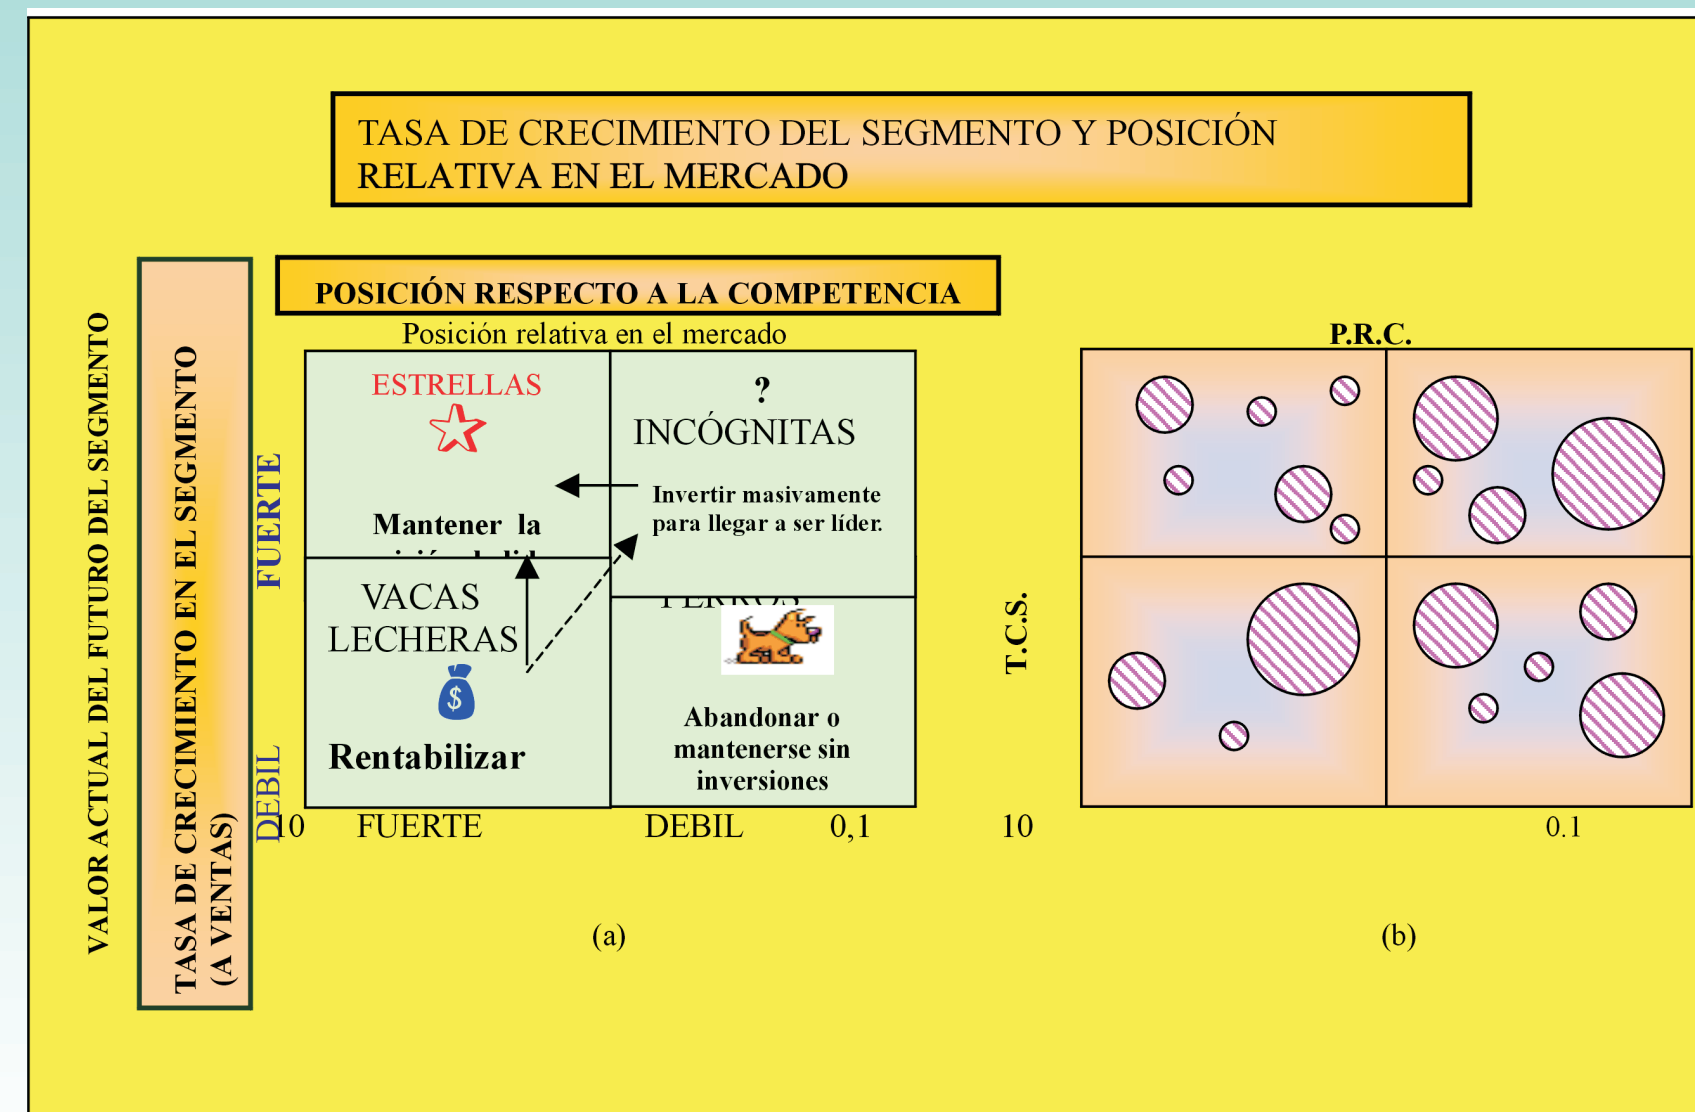 TASA DE CRECIMIENTO DEL SEGMENTO Y POSICIÓN
RELATIVA EN EL MERCADO
POSICIÓN RESPECTO A LA COMPETENCIA
Posición relativa en el mercado
VALOR ACTUAL DEL FUTURO DEL SEGMENTO
TASA DE CRECIMIENTO EN EL SEGMENTO
(A VENTAS)
FUERTE
DEBIL
ESTRELLAS
Mantener la
?
INCÓGNITAS
Invertir masivamente
para llegar a ser líder.
VACAS
LECHERAS
$
Rentabilizar
PERROS
Abandonar o
mantenerse sin
inversiones
10 FUERTE DEBIL 0,1
(a)
P.R.C.
T.C.S.
10 0.1
(b)